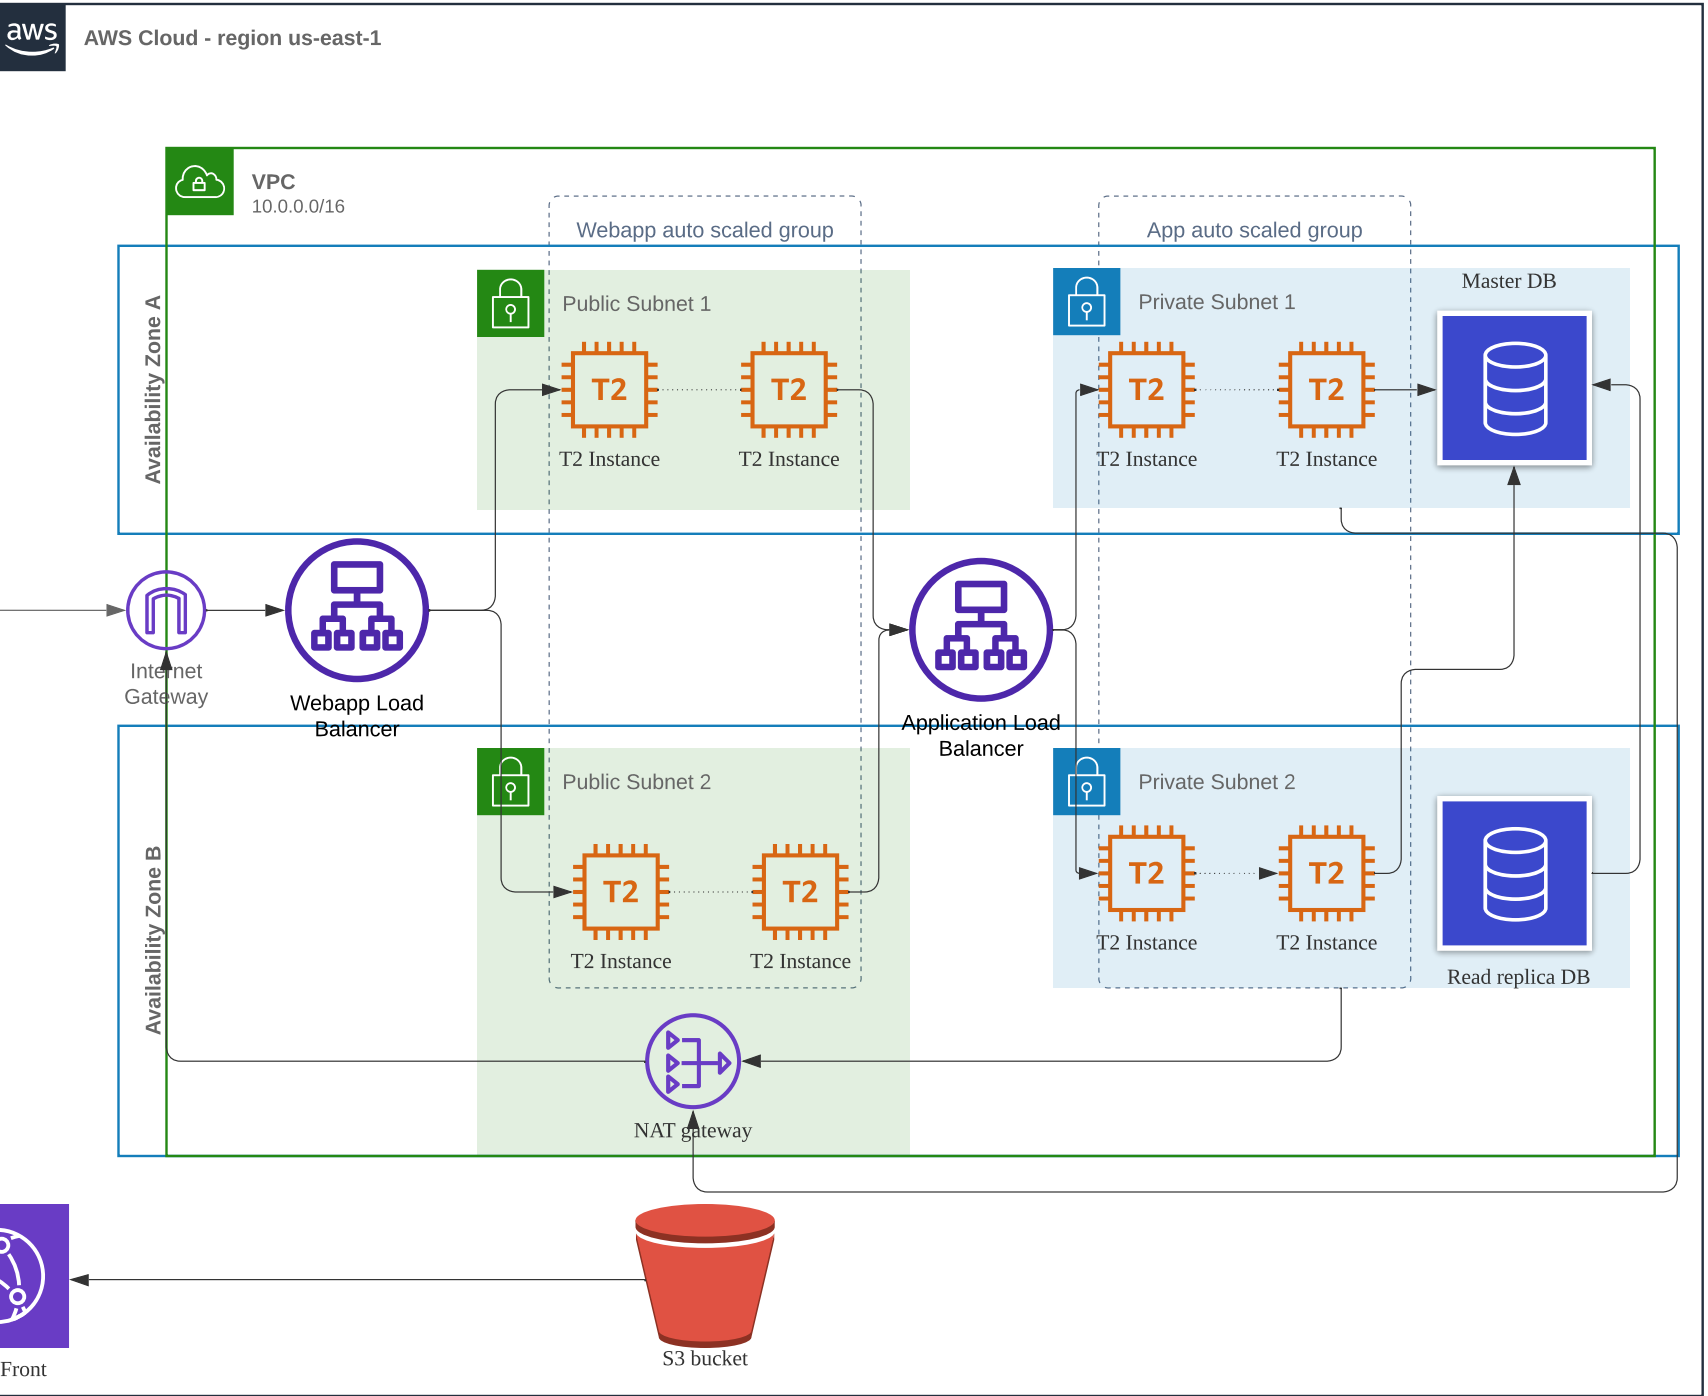 aws
AWS Cloud - region us-east-1
VPC
10.0.0.0/16
Webapp auto scaled group
App auto scaled group
Availability Zone A
Public Subnet 1
T2
T2
T2 Instance
T2 Instance
Private Subnet 1
T2
T2
T2 Instance
T2 Instance
Master DB
Internet
Gateway
Webapp Load
Balancer
Application Load
Balancer
Availability Zone B
Public Subnet 2
T2
T2
T2 Instance
T2 Instance
Private Subnet 2
T2
T2
T2 Instance
T2 Instance
Read replica DB
NAT gateway
Front
S3 bucket